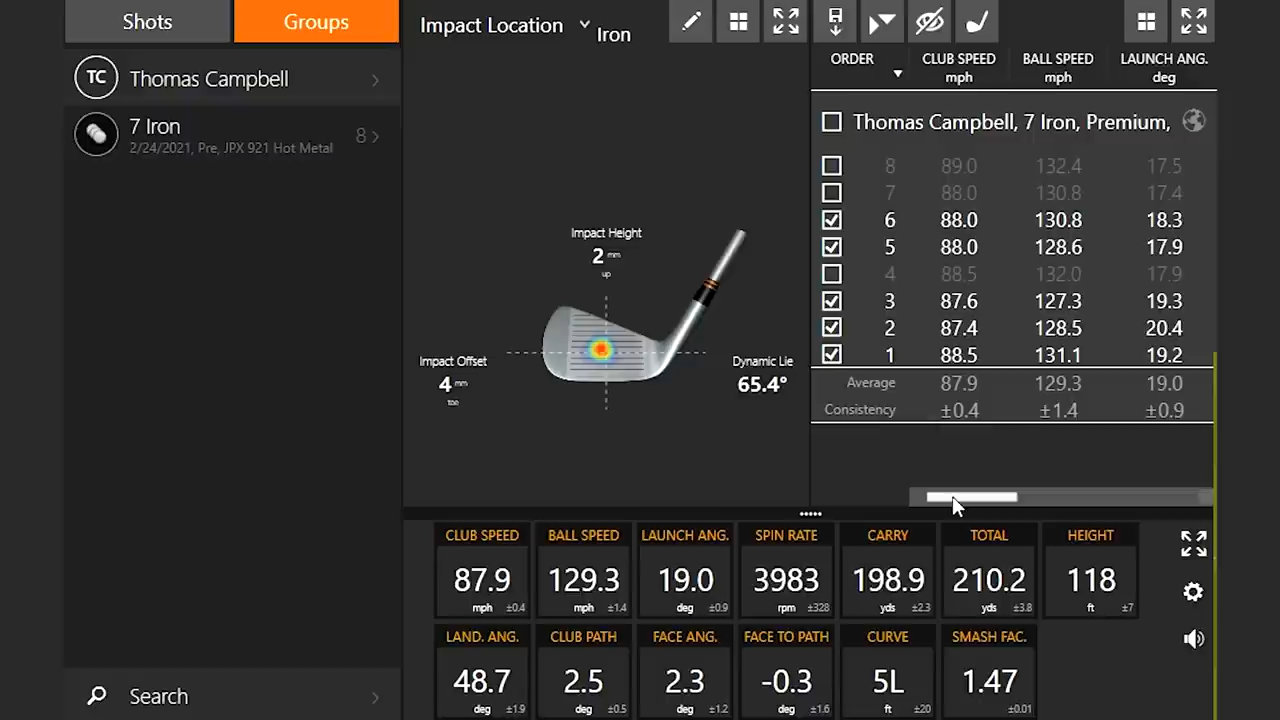 Shots
Groups
TC
Thomas Campbell
7 Iron
2/24/2021, Pre, JPX 921 Hot Metal
8
Search
Impact Location
Iron
Impact Height
2 mm
up
Impact Offset
4 mm
toe
Dynamic Lie
65.4°
ORDER CLUB SPEED BALL SPEED LAUNCH ANG.
mph mph deg
Thomas Campbell, 7 Iron, Premium,
8 89.0 132.4 17.5
7 88.0 130.8 17.4
6 88.0 130.8 18.3
5 88.0 128.6 17.9
4 88.5 132.0 17.9
3 87.6 127.3 19.3
2 87.4 128.5 20.4
1 88.5 131.1 19.2
Average 87.9 129.3 19.0
Consistency ±0.4 ±1.4 ±0.9
CLUB SPEED BALL SPEED LAUNCH ANG. SPIN RATE CARRY TOTAL HEIGHT
87.9 129.3 19.0 3983 198.9 210.2 118
mph ±0.4 mph ±1.4 deg ±0.9 rpm ±328 yds ±2.3 yds ±3.8 ft ±7
LAND. ANG. CLUB PATH FACE ANG. FACE TO PATH CURVE SMASH FAC.
48.7 2.5 2.3 -0.3 5L 1.47
deg ±1.9 deg ±0.5 deg ±1.2 deg ±1.6 ft ±20 ±0.01